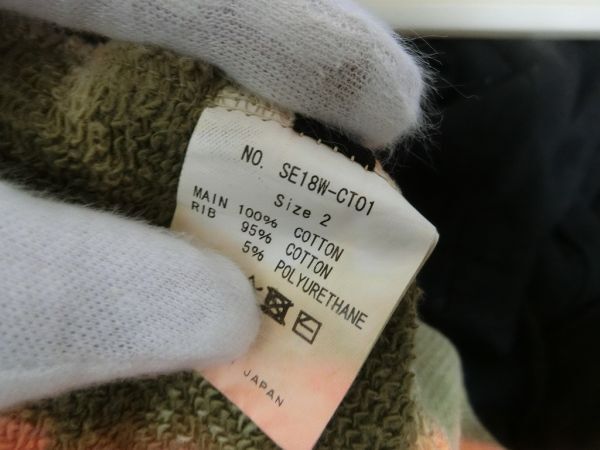 NO. SE18W-CT01
Size 2
MAIN 100% COTTON
RIB 95% COTTON
5% POLYURETHANE
JAPAN